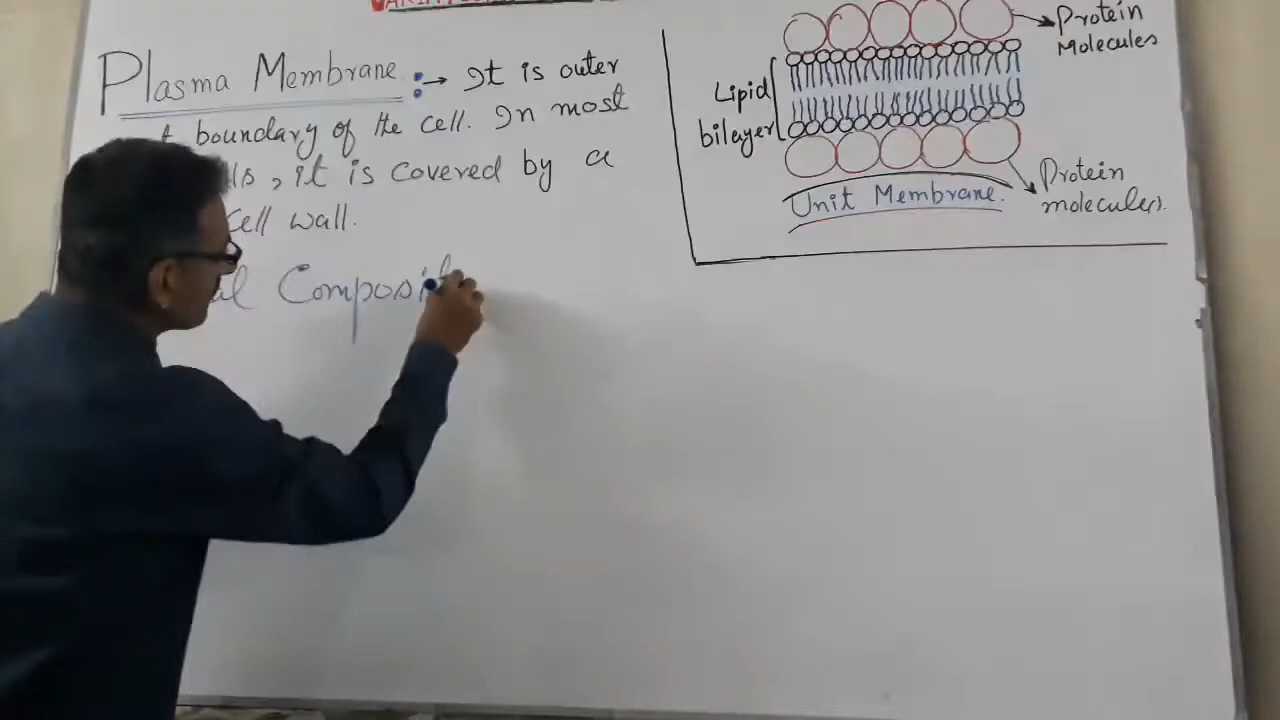 Plasma Membrane :→ It is outer
boundary of the cell. In most
, it is covered by a
cell wall.
Protein
Molecules
Lipid
bilayer
Protein
molecules.
Unit Membrane.